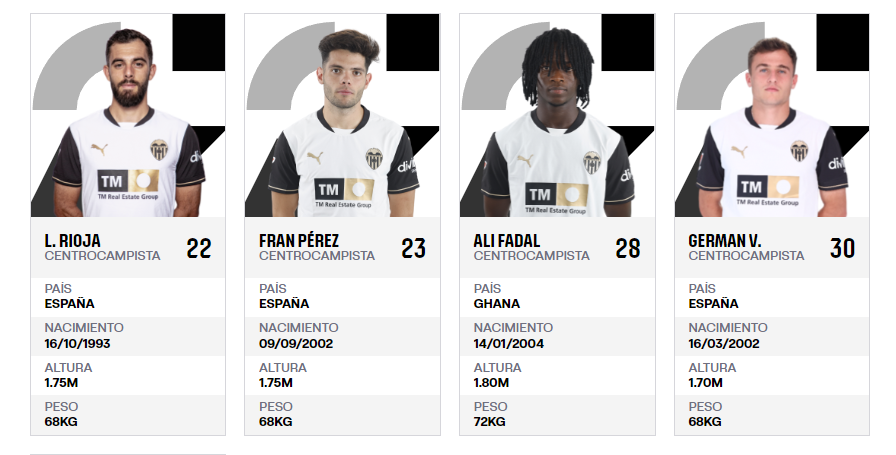 TM
TM Real Estate Group
L. RIOJA
CENTROCAMPISTA
22
PAÍS
ESPAÑA
NACIMIENTO
16/10/1993
ALTURA
1.75M
PESO
68KG
TM
TM Real Estate Group
FRAN PÉREZ
CENTROCAMPISTA
23
PAÍS
ESPAÑA
NACIMIENTO
09/09/2002
ALTURA
1.75M
PESO
68KG
TM
TM Real Estate Group
ALI FADAL
CENTROCAMPISTA
28
PAÍS
GHANA
NACIMIENTO
14/01/2004
ALTURA
1.80M
PESO
72KG
TM
TM Real Estate Group
GERMAN V.
CENTROCAMPISTA
30
PAÍS
ESPAÑA
NACIMIENTO
16/03/2002
ALTURA
1.70M
PESO
68KG